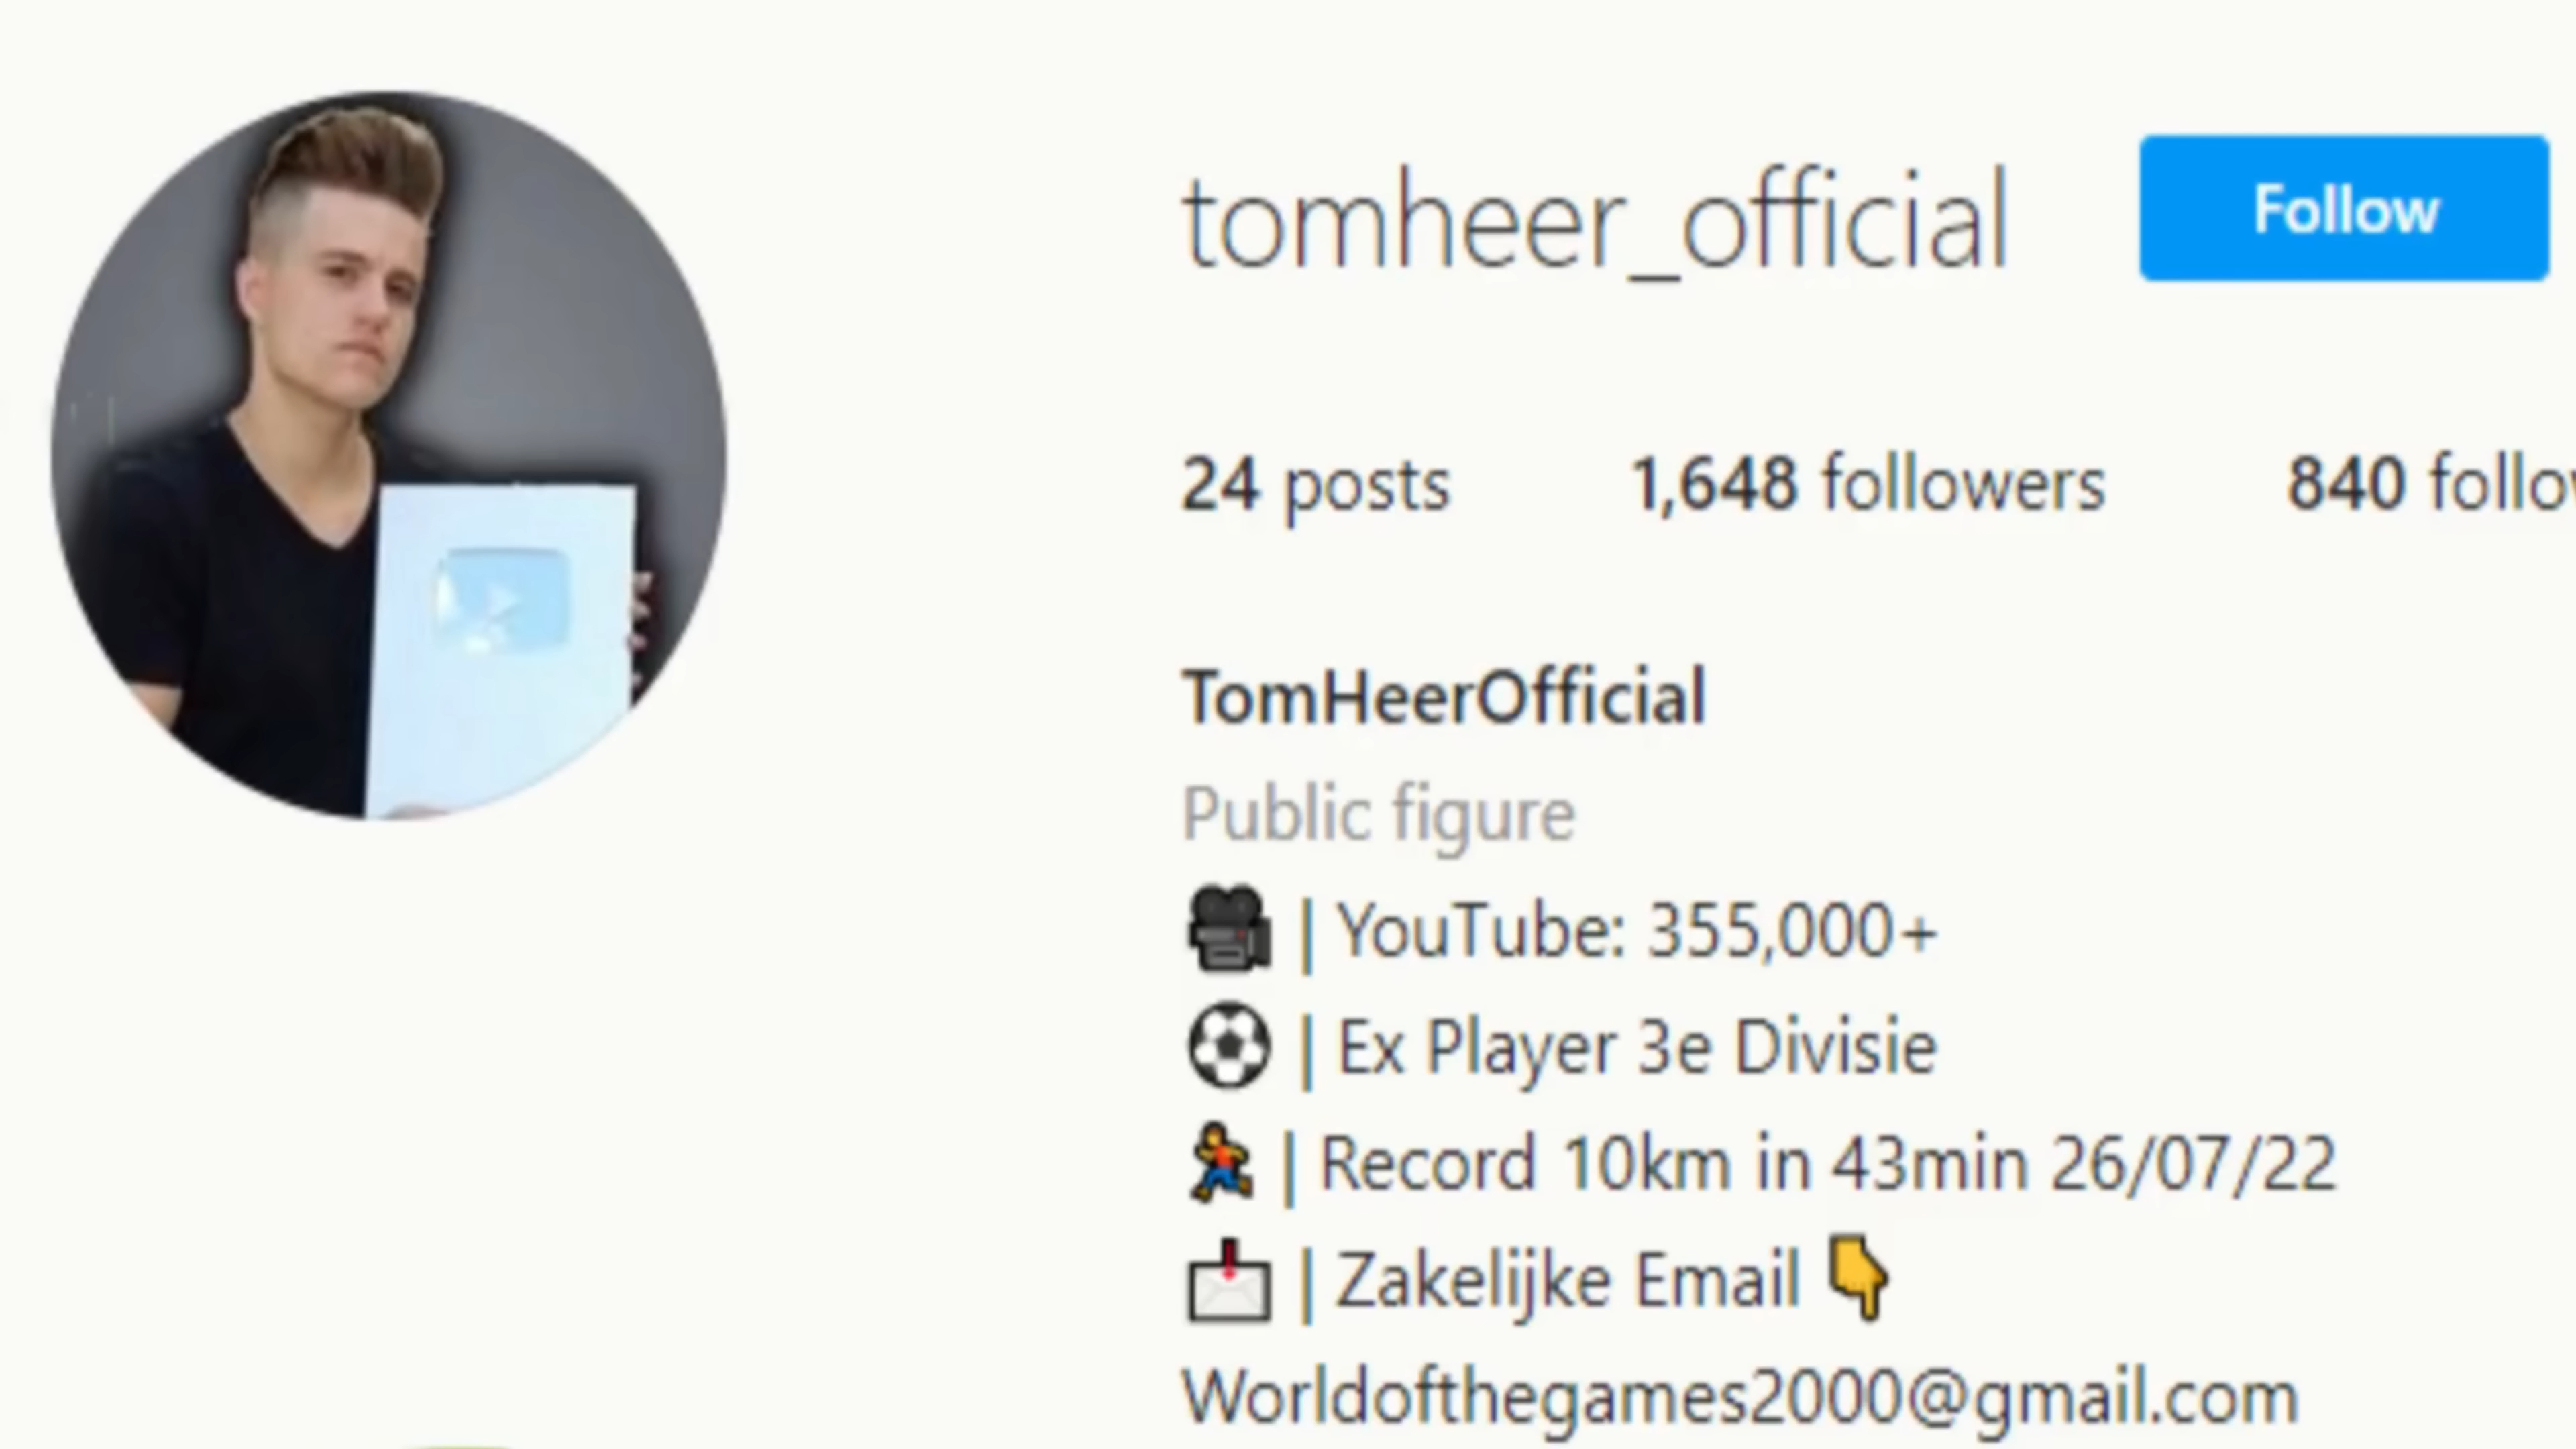 tomheer_official Follow
24 posts 1,648 followers 840
TomHeerOfficial
Public figure
🎥 | YouTube: 355,000+
⚽ | Ex Player 3e Divisie
🏃 | Record 10km in 43min 26/07/22
📩 | Zakelijke Email 👇
Worldofthegames2000@gmail.com